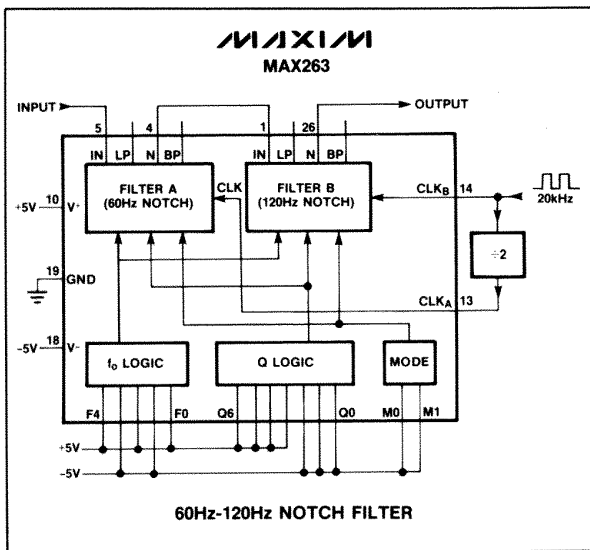 MAXIM
MAX263
INPUT
OUTPUT
5
4
1
26
IN
LP
N
BP
IN
LP
N
BP
FILTER A
(60Hz NOTCH)
CLK
FILTER B
(120Hz NOTCH)
CLKB
14
20kHz
+5V
10
V+
÷2
19
GND
CLKA
13
-5V
18
V-
fo LOGIC
Q LOGIC
MODE
F4
F0
Q6
Q0
M0
M1
+5V
-5V
60Hz-120Hz NOTCH FILTER